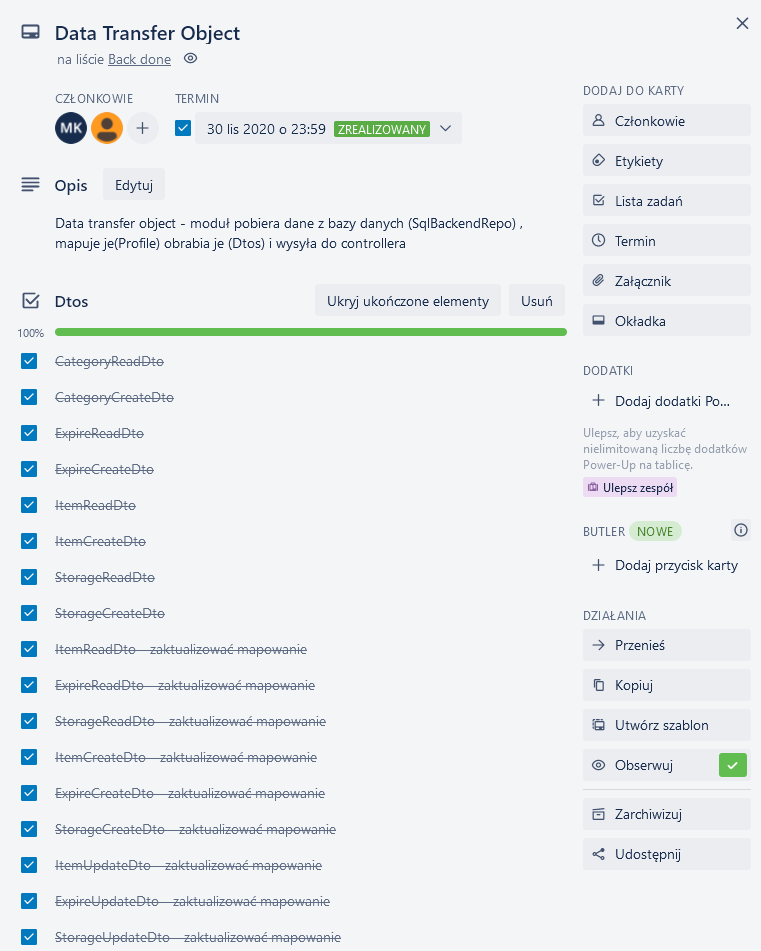 Data Transfer Object
na liście Back done
CZŁONKOWIE
TERMIN
MK
30 lis 2020 o 23:59 ZREALIZOWANY
Opis
Edytuj
Data transfer object - moduł pobiera dane z bazy danych (SqlBackendRepo) ,
mapuje je(Profile) obrabia je (Dtos) i wysyła do controllera
Dtos
Ukryj ukończone elementy
Usuń
100%
CategoryReadDto
CategoryCreateDto
ExpireReadDto
ExpireCreateDto
ItemReadDto
ItemCreateDto
StorageReadDto
StorageCreateDto
ItemReadDto - zaktualizować mapowanie
ExpireReadDto - zaktualizować mapowanie
StorageReadDto - zaktualizować mapowanie
ItemCreateDto - zaktualizować mapowanie
ExpireCreateDto - zaktualizować mapowanie
StorageCreateDto - zaktualizować mapowanie
ItemUpdateDto - zaktualizować mapowanie
ExpireUpdateDto - zaktualizować mapowanie
StorageUpdateDto - zaktualizować mapowanie
DODAJ DO KARTY
Członkowie
Etykiety
Lista zadań
Termin
Załącznik
Okładka
DODATKI
Dodaj dodatki Po...
Ulepsz, aby uzyskać
nielimitowaną liczbę dodatków
Power-Up na tablicę.
Ulepsz zespół
BUTLER NOWE
Dodaj przycisk karty
DZIAŁANIA
Przenieś
Kopiuj
Utwórz szablon
Obserwuj
Zarchiwizuj
Udostępnij